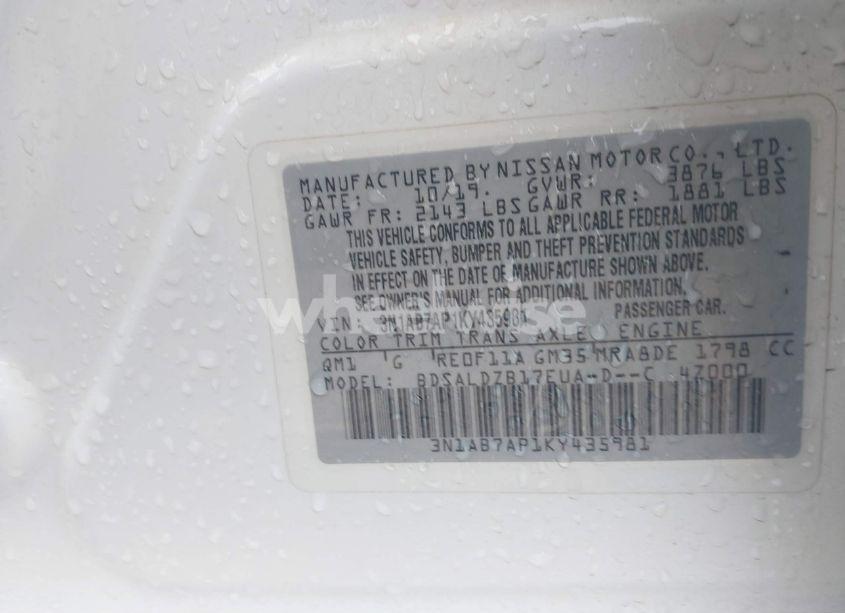 MANUFACTURED BY NISSAN MOTOR CO., LTD.
DATE: 10/19. GVWR: 3876 LBS
GAWR FR: 2143 LBS GAWR RR: 1881 LBS
THIS VEHICLE CONFORMS TO ALL APPLICABLE FEDERAL MOTOR
VEHICLE SAFETY, BUMPER AND THEFT PREVENTION STANDARDS
IN EFFECT ON THE DATE OF MANUFACTURE SHOWN ABOVE.
SEE OWNER'S MANUAL FOR ADDITIONAL INFORMATION.
VIN: 3N1AB7AP1KY435981 PASSENGER CAR.
COLOR TRIM TRANS AXLE ENGINE
QM1 G RE0F11A GM35 MRA8DE 1798 CC
MODEL: BDSALDZB17EUA-D--C 4Z000
3N1AB7AP1KY435981